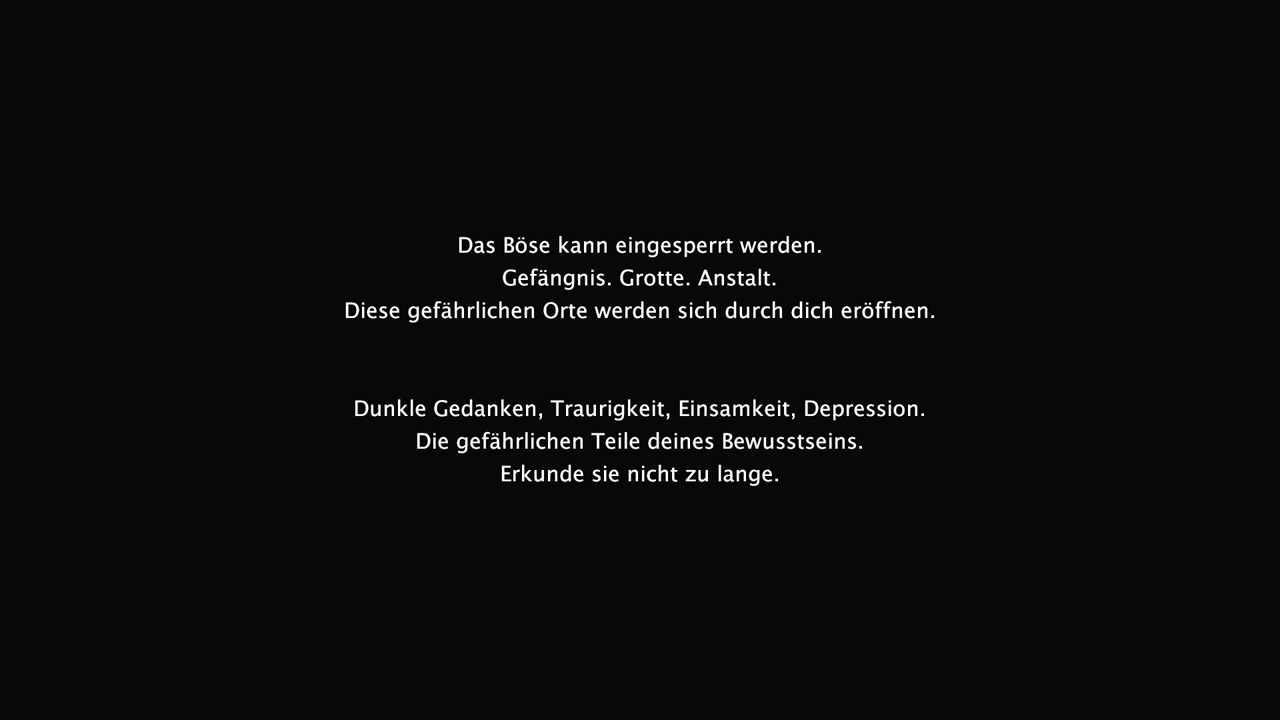 Das Böse kann eingesperrt werden.
Gefängnis. Grotte. Anstalt.
Diese gefährlichen Orte werden sich durch dich eröffnen.
Dunkle Gedanken, Traurigkeit, Einsamkeit, Depression.
Die gefährlichen Teile deines Bewusstseins.
Erkunde sie nicht zu lange.